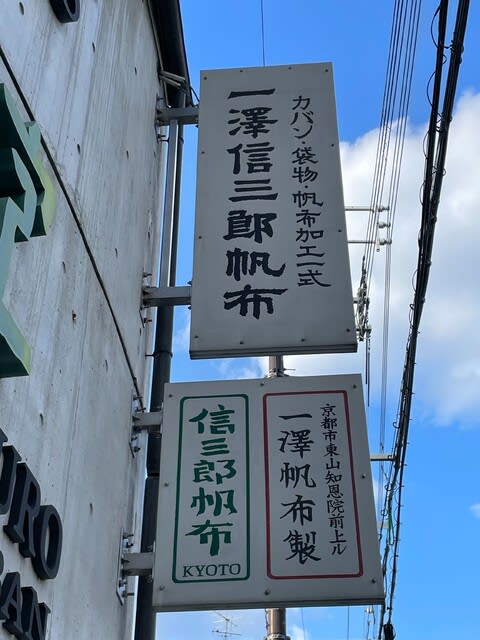 カバン・袋物・帆布加工一式
一澤信三郎帆布
京都市東山知恩院前上ル
一澤帆布製
信三郎帆布
KYOTO
URO
PAN